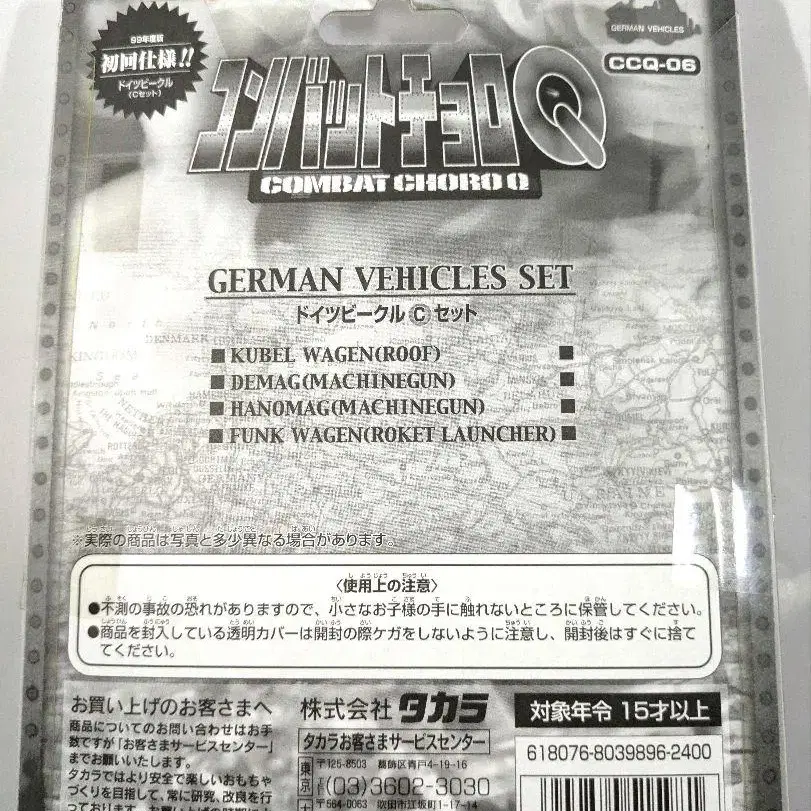 99年度版
初回仕様!!
ドイツビークル
(Cセット)
GERMAN VEHICLES
CCQ-06
コンバットチョロQ
COMBAT CHORO Q
GERMAN VEHICLES SET
ドイツビークル Ⓒ セット
■ KUBEL WAGEN(ROOF) ■
■ DEMAG(MACHINEGUN) ■
■ HANOMAG(MACHINEGUN) ■
■ FUNK WAGEN(ROKET LAUNCHER) ■
※実際の商品は写真と多少異なる場合があります。
〈使用上の注意〉
●不測の事故の恐れがありますので、小さなお子様の手に触れないところに保管してください。
●商品を封入している透明カバーは開封の際ケガをしないように注意し、開封後はすぐに捨て
てください。
お買い上げのお客さまへ
商品についてのお問い合わせはお手
数ですが「お客さまサービスセンター」
までお願いいたします。
タカラではより安全で楽しいおもちゃ
づくりを目指して、常に研究、改良を行
株式会社 タカラ
タカラお客さまサービスセンター
東京
〒125-8503 葛飾区青戸4-19-16
(03)3602-3030
〒564-0063 吹田市江坂町1-17-14
対象年令 15才以上
618076-8039896-2400